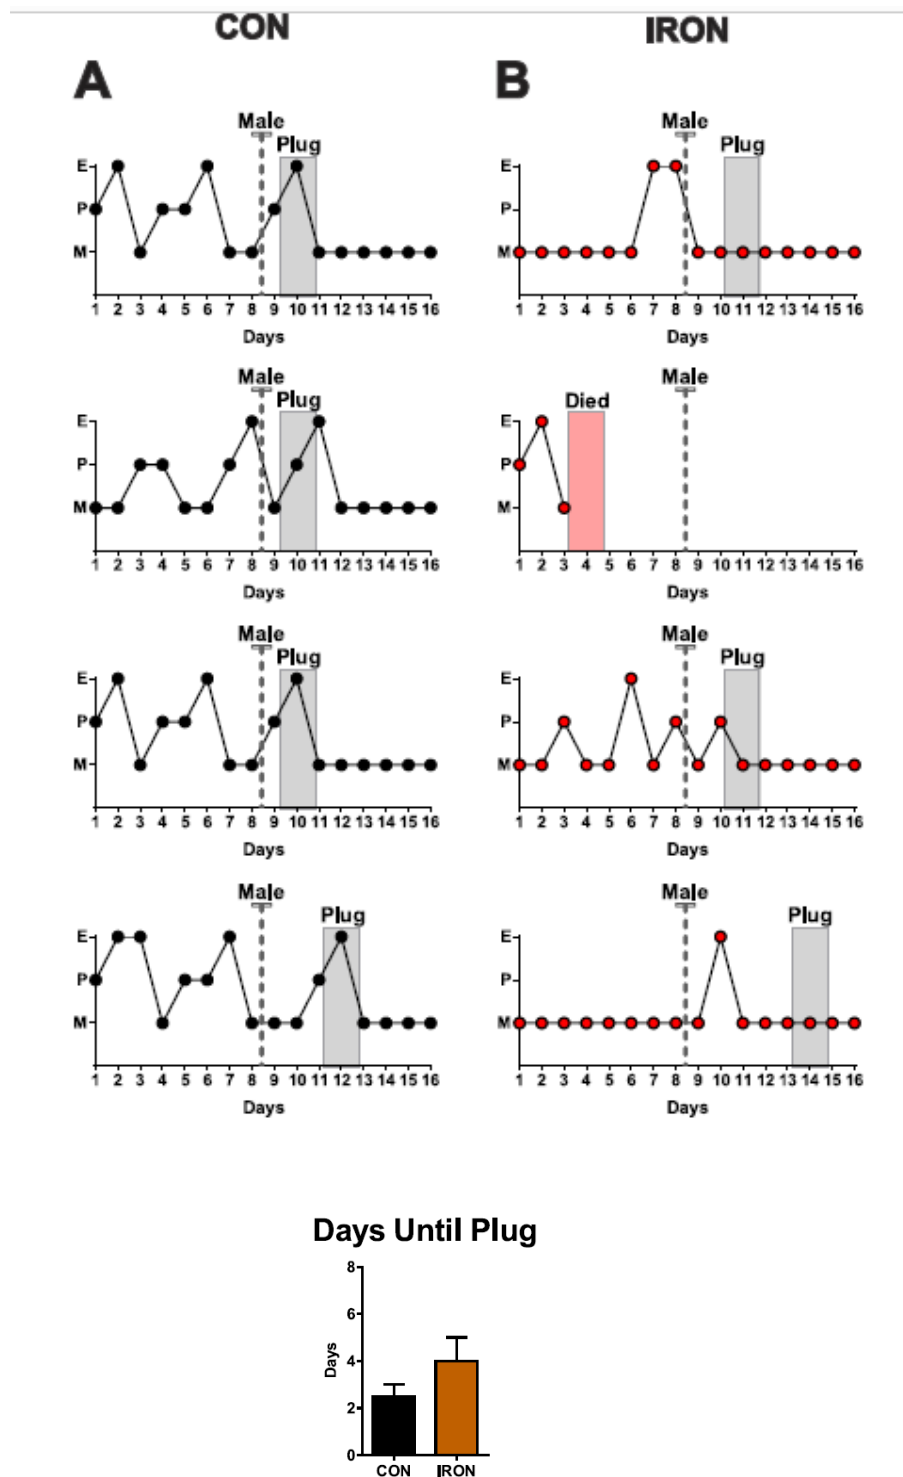 CON IRON
A B
Male Male
Plug Plug
E E
P P
M M
1 2 3 4 5 6 7 8 9 10 11 12 13 14 15 16 1 2 3 4 5 6 7 8 9 10 11 12 13 14 15 16
Days Days
Male Male
Plug Died
E E
P P
M M
1 2 3 4 5 6 7 8 9 10 11 12 13 14 15 16 1 2 3 4 5 6 7 8 9 10 11 12 13 14 15 16
Days Days
Male Male
Plug Plug
E E
P P
M M
1 2 3 4 5 6 7 8 9 10 11 12 13 14 15 16 1 2 3 4 5 6 7 8 9 10 11 12 13 14 15 16
Days Days
Male Male
Plug Plug
E E
P P
M M
1 2 3 4 5 6 7 8 9 10 11 12 13 14 15 16 1 2 3 4 5 6 7 8 9 10 11 12 13 14 15 16
Days Days
Days Until Plug
8
6
4
2
0
Days
CON IRON